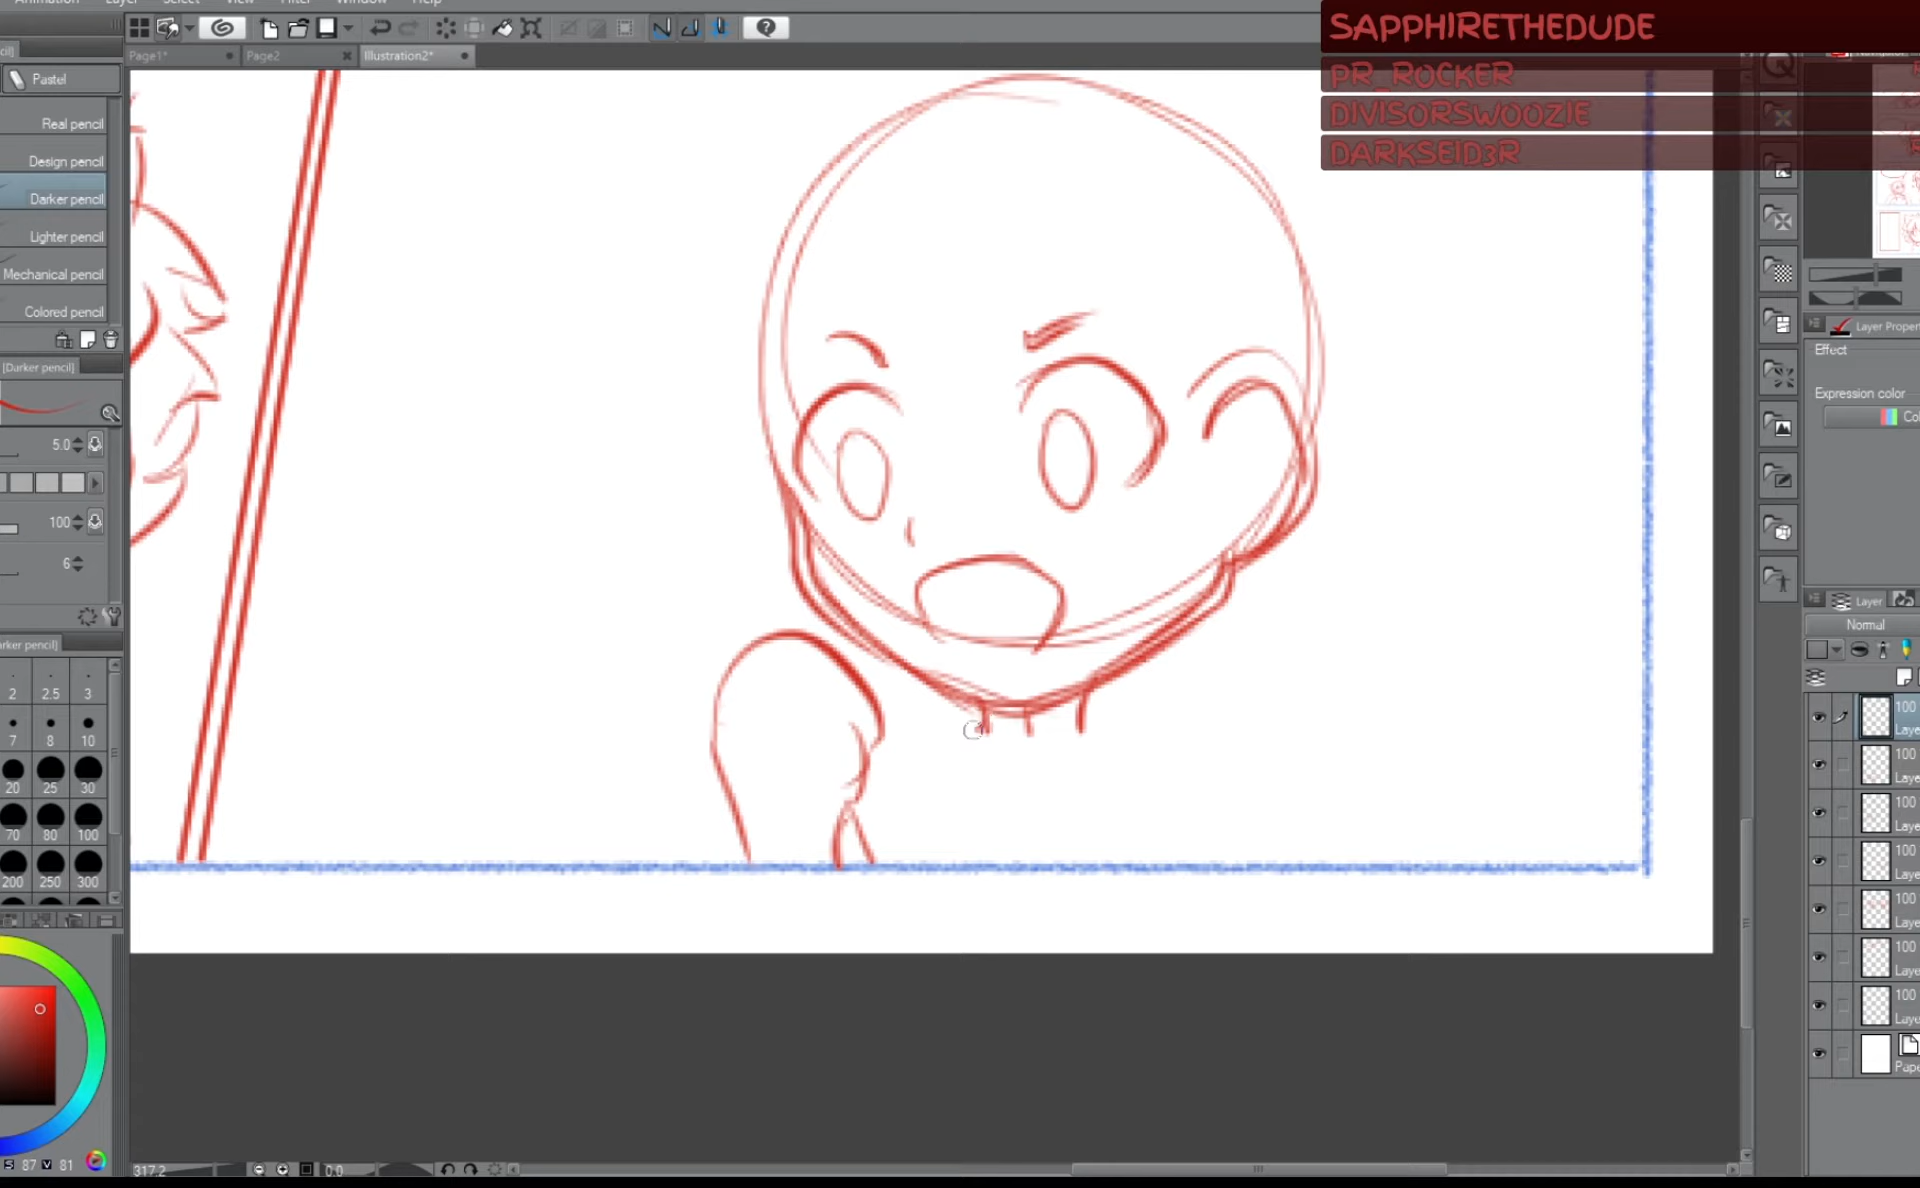 Animation Layer Select View Filter Window Help
SAPPHIRETHEDUDE
PR_ROCKER
DIVISORSWOOZIE
DARKSEID3R
Page1*
Page2
Illustration2*
Pastel
Real pencil
Design pencil
Darker pencil
Lighter pencil
Mechanical pencil
Colored pencil
[Darker pencil]
5.0
100
6
rker pencil]
2 2.5 3
7 8 10
20 25 30
70 80 100
200 250 300
S 87 V 81
317.2
0.0
Layer Proper
Effect
Expression color
Co
Layer
Normal
100
Laye
100
Laye
100
Laye
100
Laye
100
Laye
100
Laye
100
Laye
Pape